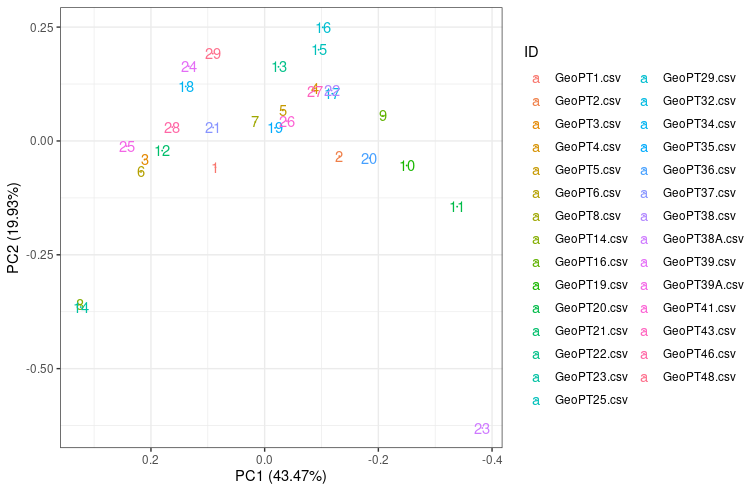 ID
GeoPT1.csv
GeoPT2.csv
GeoPT3.csv
GeoPT4.csv
GeoPT5.csv
GeoPT6.csv
GeoPT8.csv
GeoPT14.csv
GeoPT16.csv
GeoPT19.csv
GeoPT20.csv
GeoPT21.csv
GeoPT22.csv
GeoPT23.csv
GeoPT25.csv
GeoPT29.csv
GeoPT32.csv
GeoPT34.csv
GeoPT35.csv
GeoPT36.csv
GeoPT37.csv
GeoPT38.csv
GeoPT38A.csv
GeoPT39.csv
GeoPT39A.csv
GeoPT41.csv
GeoPT43.csv
GeoPT46.csv
GeoPT48.csv
PC2 (19.93%)
0.25
0.00
-0.25
-0.50
16
15
29
24
13
18
4
27
22
17
5
7
9
28
21
19
26
25
12
3
6
1
2
20
10
11
8
14
23
0.2
0.0
-0.2
-0.4
PC1 (43.47%)